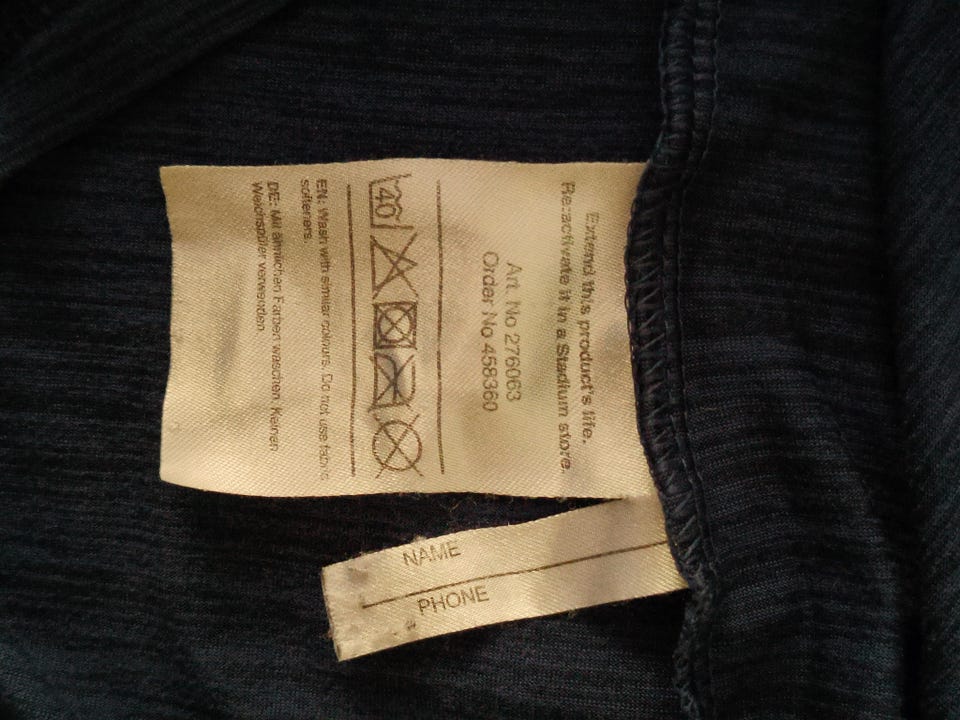 Extend this product's life.
Re:activate it in a Stadium store.
Art. No 276063
Order No 458360
40
EN: Wash with similar colours. Do not use fabric
softeners.
DE: Mit ähnlichen Farben waschen. Keinen
Weichspüler verwenden.
NAME
PHONE